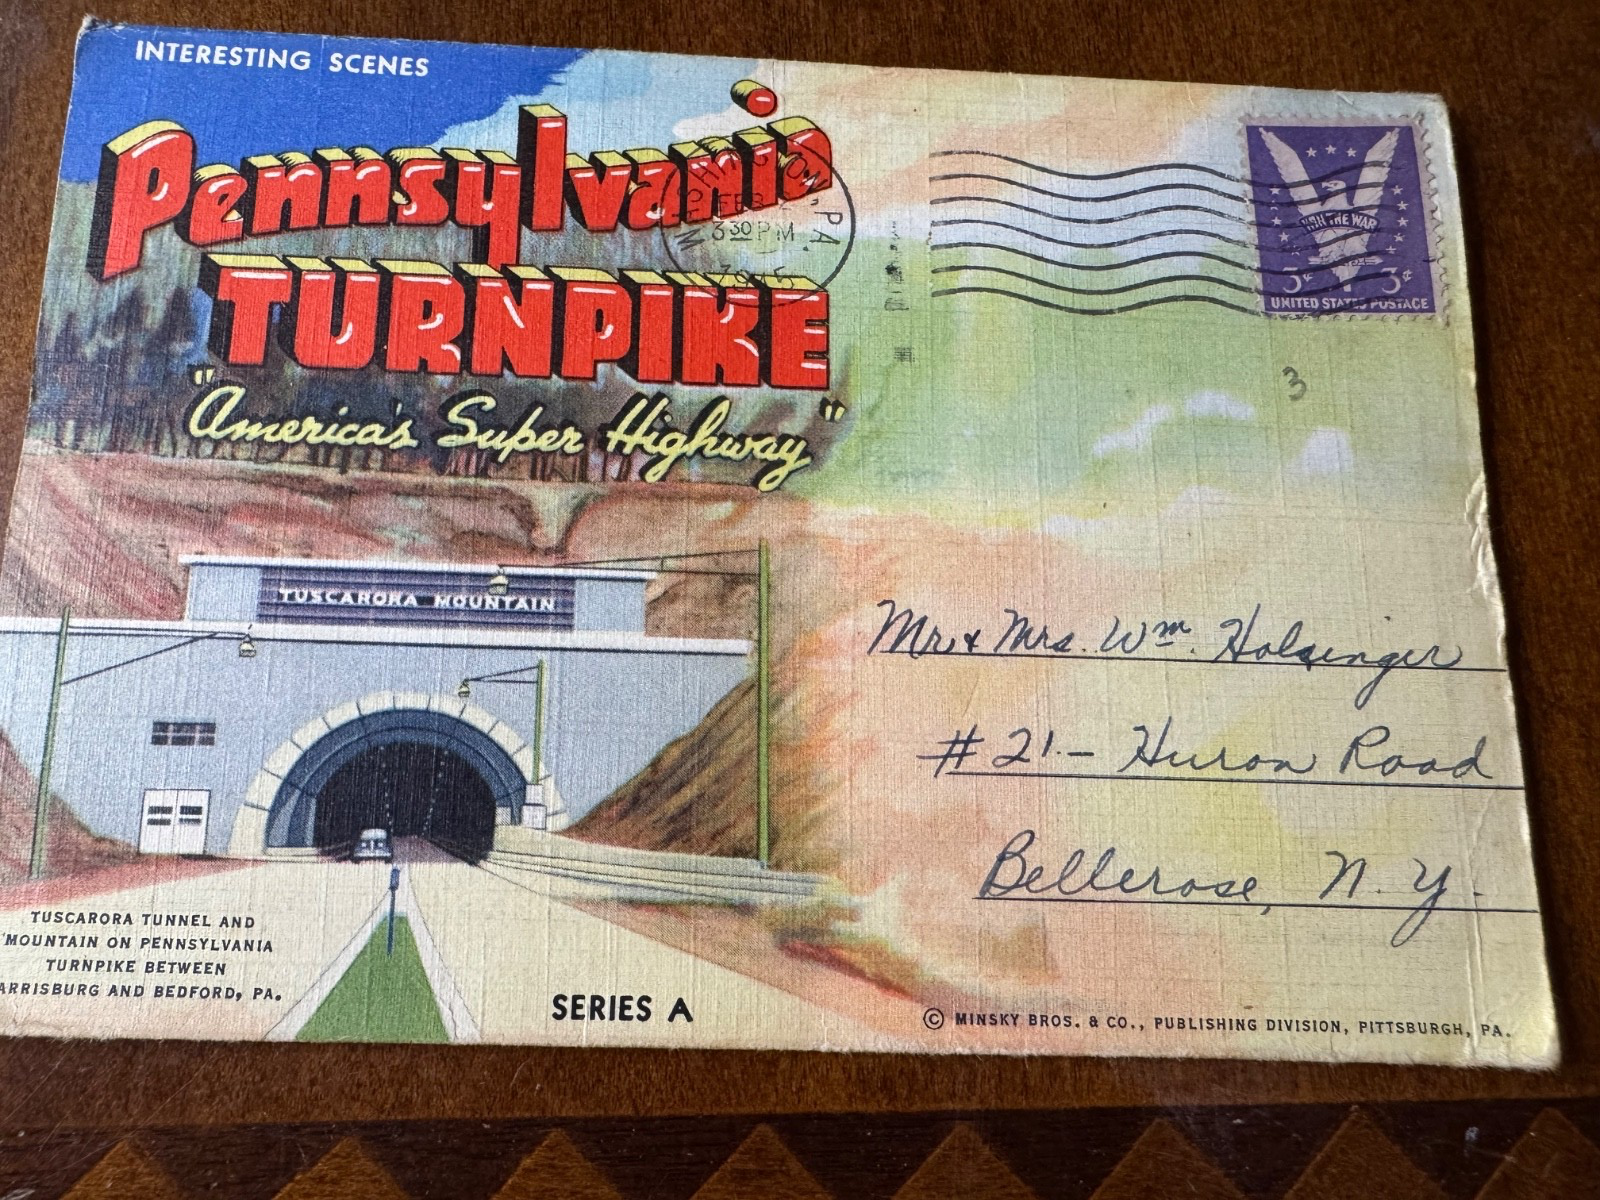 INTERESTING SCENES
Pennsylvania
TURNPIKE
"America's Super Highway"
FEB
3 30 PM
PA.
WIN THE WAR
3¢ 3¢
UNITED STATES POSTAGE
3
TUSCARORA MOUNTAIN
Mr & Mrs. Wm. Holsinger
# 21 - Huron Road
Bellerose, N. Y.
TUSCARORA TUNNEL AND
MOUNTAIN ON PENNSYLVANIA
TURNPIKE BETWEEN
ARRISBURG AND BEDFORD, PA.
SERIES A
© MINSKY BROS. & CO., PUBLISHING DIVISION, PITTSBURGH, PA.